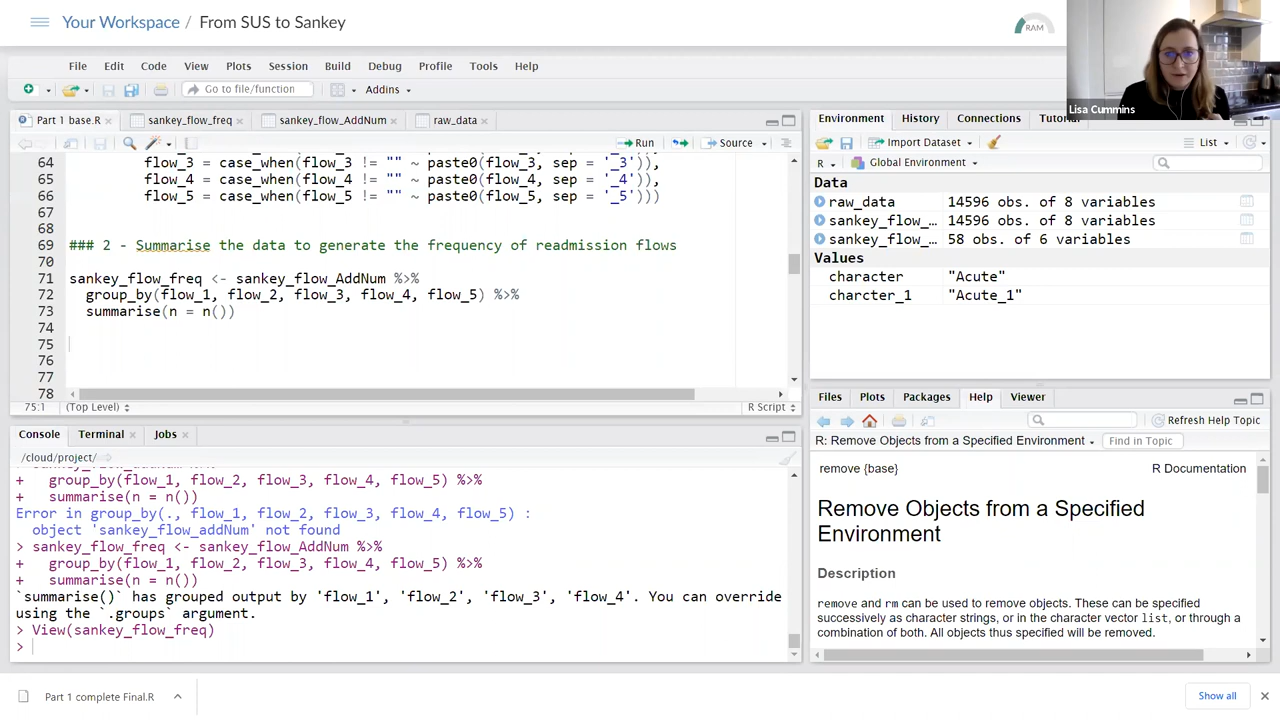 Your Workspace / From SUS to Sankey
RAM
Lisa Cummins
File Edit Code View Plots Session Build Debug Profile Tools Help
Go to file/function
Addins
Part 1 base.R
sankey_flow_freq
sankey_flow_AddNum
raw_data
Run
Source
64 flow_3 = case_when(flow_3 != "" ~ paste0(flow_3, sep = '_3')),
65 flow_4 = case_when(flow_4 != "" ~ paste0(flow_4, sep = '_4')),
66 flow_5 = case_when(flow_5 != "" ~ paste0(flow_5, sep = '_5')))
67
68
69 ### 2 - Summarise the data to generate the frequency of readmission flows
70
71 sankey_flow_freq <- sankey_flow_AddNum %>%
72 group_by(flow_1, flow_2, flow_3, flow_4, flow_5) %>%
73 summarise(n = n())
74
75
76
77
78
75:1 (Top Level) R Script
Console Terminal Jobs
/cloud/project/
+ group_by(flow_1, flow_2, flow_3, flow_4, flow_5) %>%
+ summarise(n = n())
Error in group_by(., flow_1, flow_2, flow_3, flow_4, flow_5) :
object 'sankey_flow_addNum' not found
> sankey_flow_freq <- sankey_flow_AddNum %>%
+ group_by(flow_1, flow_2, flow_3, flow_4, flow_5) %>%
+ summarise(n = n())
`summarise()` has grouped output by 'flow_1', 'flow_2', 'flow_3', 'flow_4'. You can override
using the `.groups` argument.
> View(sankey_flow_freq)
>
Environment History Connections Tutorial
Import Dataset
List
R Global Environment
Data
raw_data 14596 obs. of 8 variables
sankey_flow_… 14596 obs. of 8 variables
sankey_flow_… 58 obs. of 6 variables
Values
character "Acute"
charcter_1 "Acute_1"
Files Plots Packages Help Viewer
Refresh Help Topic
R: Remove Objects from a Specified Environment
Find in Topic
remove {base}
R Documentation
Remove Objects from a Specified
Environment
Description
remove and rm can be used to remove objects. These can be specified
successively as character strings, or in the character vector list, or through a
combination of both. All objects thus specified will be removed.
Part 1 complete Final.R
Show all